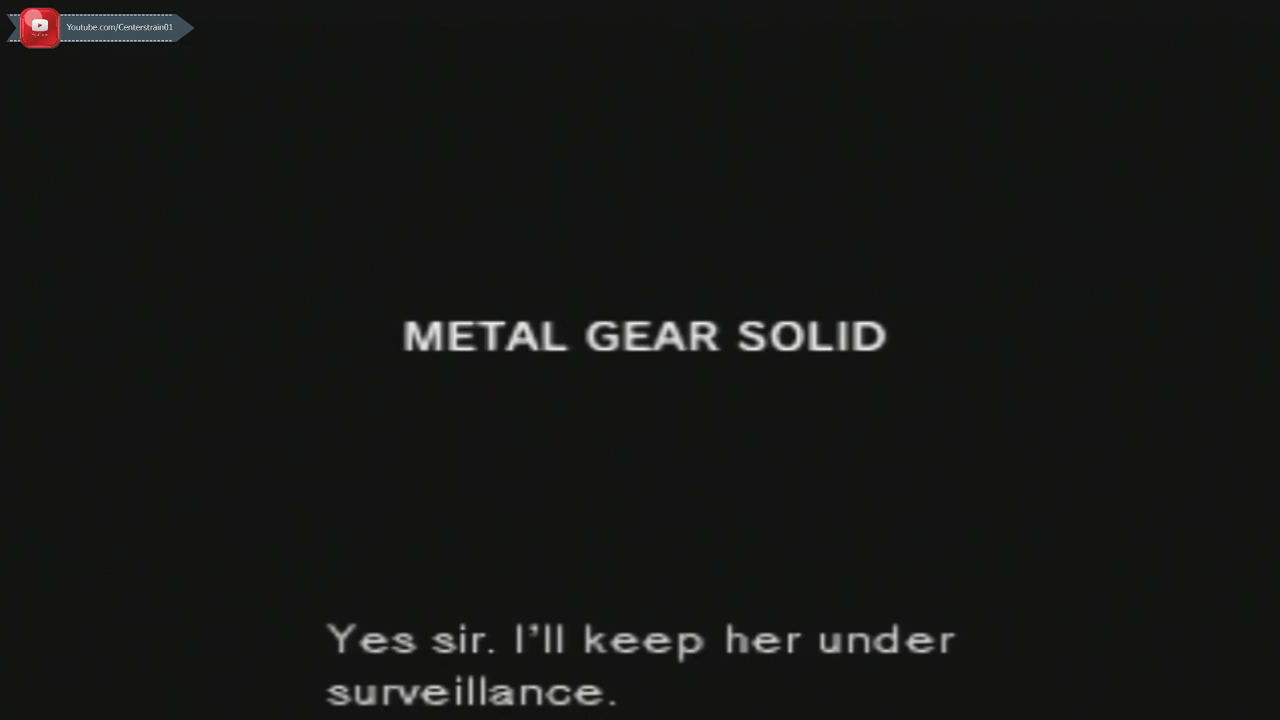 Youtube.com/Centerstrain01
METAL GEAR SOLID
Yes sir. I'll keep her under
surveillance.